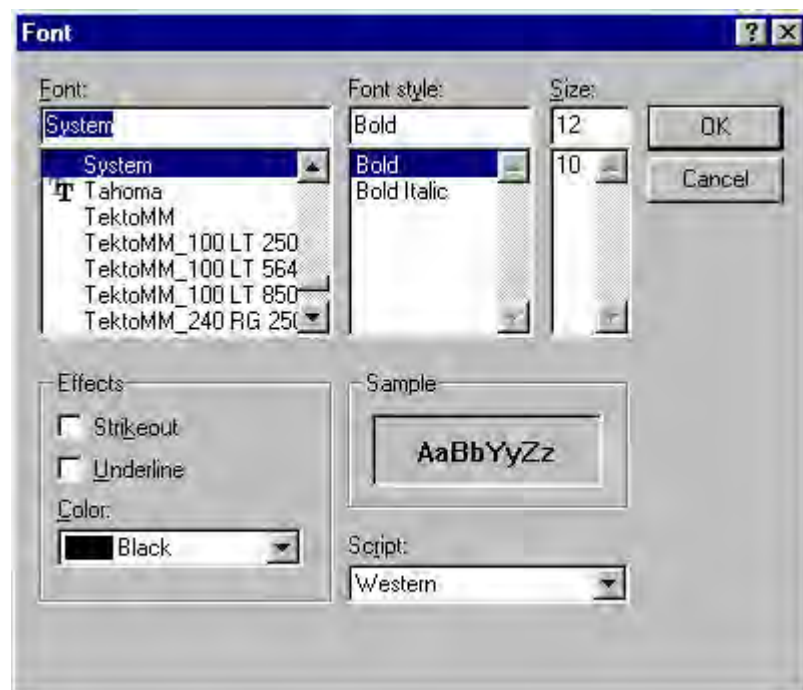 Font
Font: Font style: Size:
System Bold 12 OK
System Bold 10 Cancel
Tahoma Bold Italic
TektoMM
TektoMM_100 LT 250
TektoMM_100 LT 564
TektoMM_100 LT 850
TektoMM_240 RG 250
Effects Sample
Strikeout AaBbYyZz
Underline
Color:
Black Script:
Western